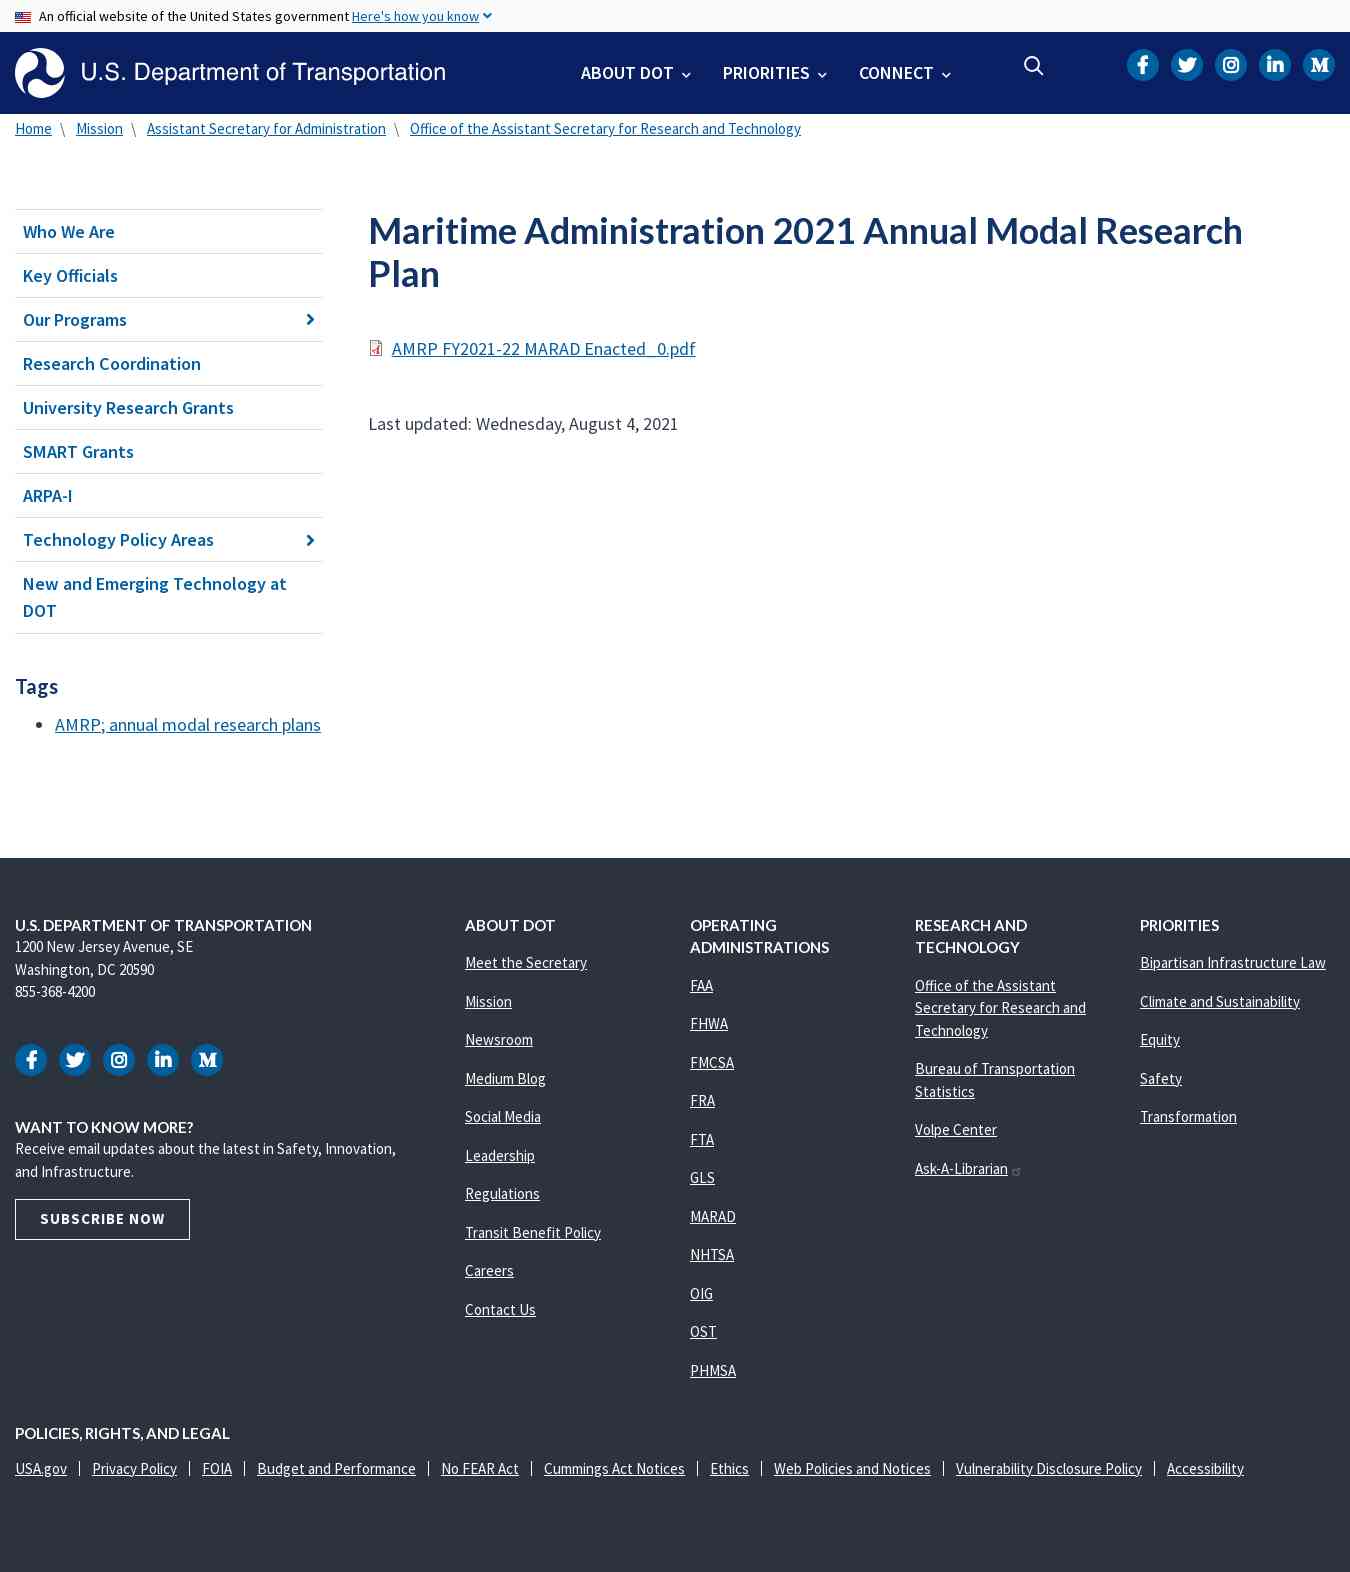 An official website of the United States government Here's how you know
U.S. Department of Transportation
ABOUT DOT
PRIORITIES
CONNECT
Home \ Mission \ Assistant Secretary for Administration \ Office of the Assistant Secretary for Research and Technology
Who We Are
Key Officials
Our Programs
Research Coordination
University Research Grants
SMART Grants
ARPA-I
Technology Policy Areas
New and Emerging Technology at
DOT
Tags
AMRP; annual modal research plans
Maritime Administration 2021 Annual Modal Research
Plan
AMRP FY2021-22 MARAD Enactedˍ0.pdf
Last updated: Wednesday, August 4, 2021
U.S. DEPARTMENT OF TRANSPORTATION
1200 New Jersey Avenue, SE
Washington, DC 20590
855-368-4200
WANT TO KNOW MORE?
Receive email updates about the latest in Safety, Innovation,
and Infrastructure.
SUBSCRIBE NOW
ABOUT DOT
Meet the Secretary
Mission
Newsroom
Medium Blog
Social Media
Leadership
Regulations
Transit Benefit Policy
Careers
Contact Us
OPERATING
ADMINISTRATIONS
FAA
FHWA
FMCSA
FRA
FTA
GLS
MARAD
NHTSA
OIG
OST
PHMSA
RESEARCH AND
TECHNOLOGY
Office of the Assistant
Secretary for Research and
Technology
Bureau of Transportation
Statistics
Volpe Center
Ask-A-Librarian
PRIORITIES
Bipartisan Infrastructure Law
Climate and Sustainability
Equity
Safety
Transformation
POLICIES, RIGHTS, AND LEGAL
USA.gov | Privacy Policy | FOIA | Budget and Performance | No FEAR Act | Cummings Act Notices | Ethics | Web Policies and Notices | Vulnerability Disclosure Policy | Accessibility